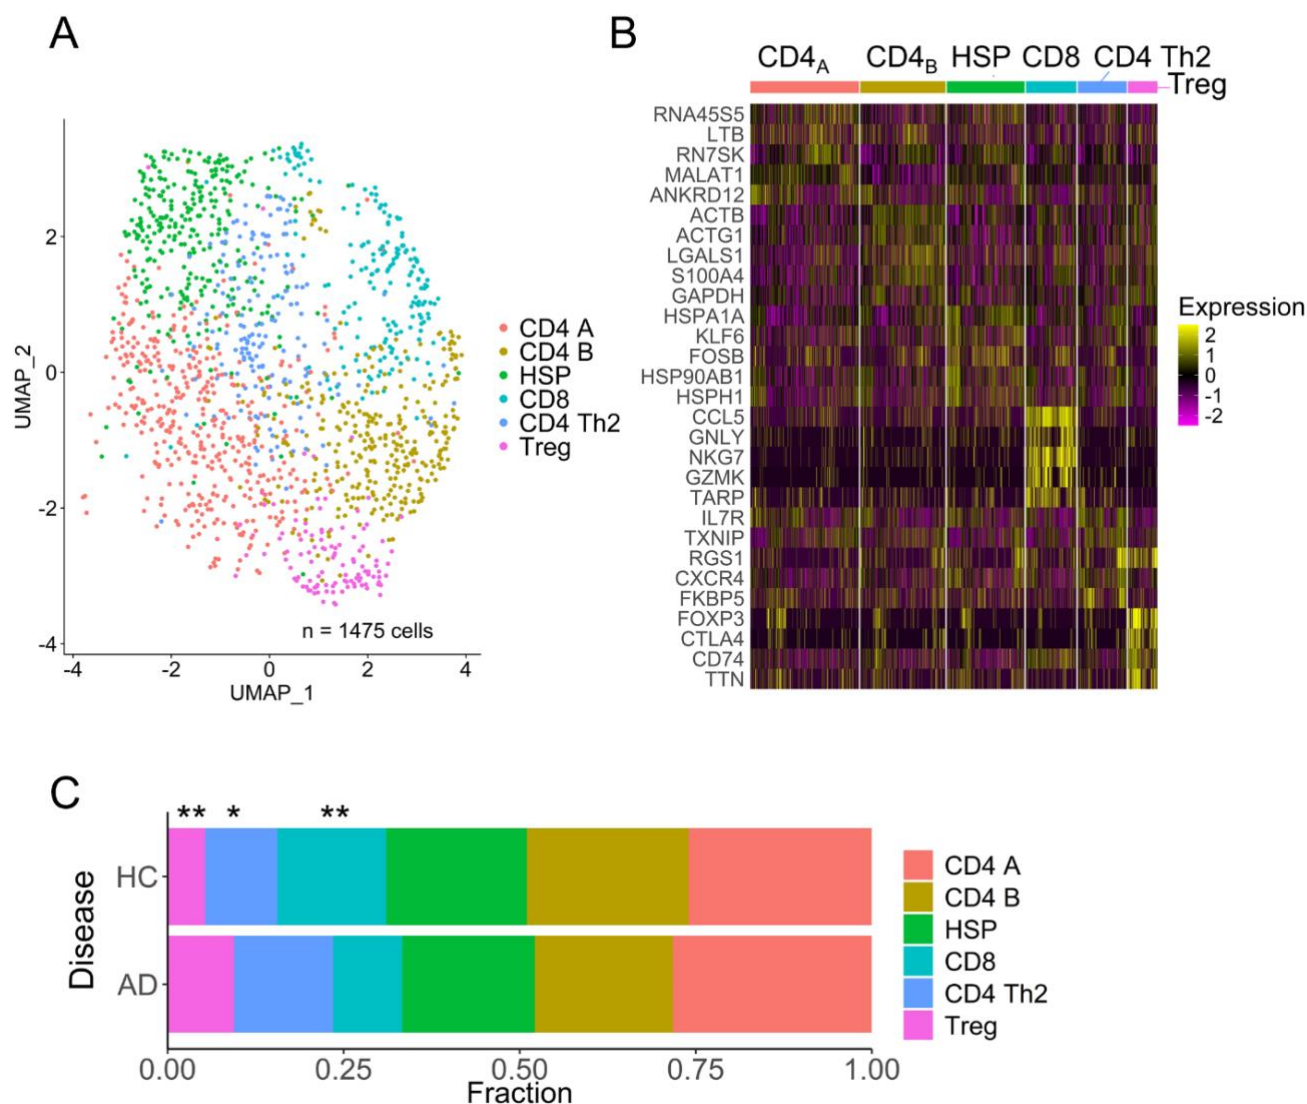 A
UMAP_2
2
0
-2
-4
-4
-2
0
2
4
UMAP_1
n = 1475 cells
CD4 A
CD4 B
HSP
CD8
CD4 Th2
Treg
B
CD4A CD4B HSP CD8 CD4 Th2
Treg
RNA45S5
LTB
RN7SK
MALAT1
ANKRD12
ACTB
ACTG1
LGALS1
S100A4
GAPDH
HSPA1A
KLF6
FOSB
HSP90AB1
HSPH1
CCL5
GNLY
NKG7
GZMK
TARP
IL7R
TXNIP
RGS1
CXCR4
FKBP5
FOXP3
CTLA4
CD74
TTN
Expression
2
1
0
-1
-2
C
** * **
Disease
HC
AD
0.00 0.25 0.50 0.75 1.00
Fraction
CD4 A
CD4 B
HSP
CD8
CD4 Th2
Treg